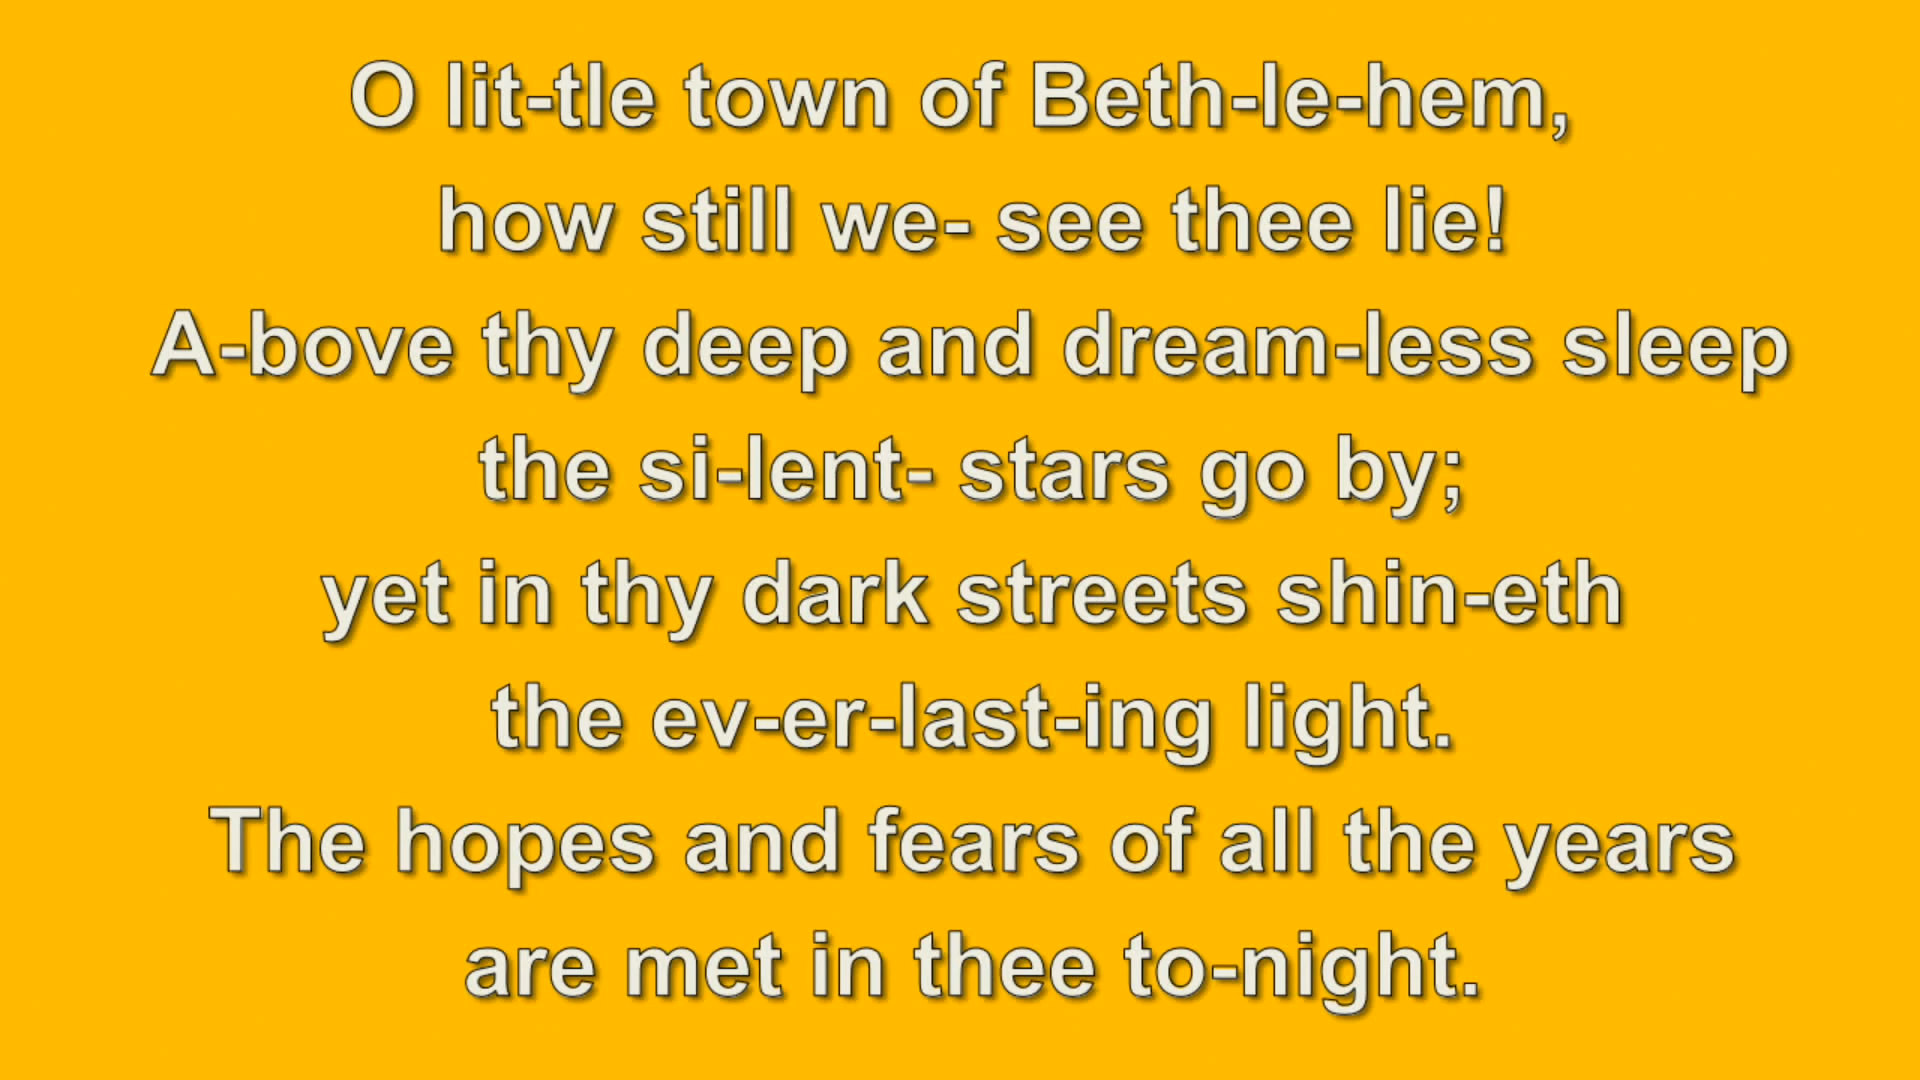 O lit-tle town of Beth-le-hem,
how still we- see thee lie!
A-bove thy deep and dream-less sleep
the si-lent- stars go by;
yet in thy dark streets shin-eth
the ev-er-last-ing light.
The hopes and fears of all the years
are met in thee to-night.